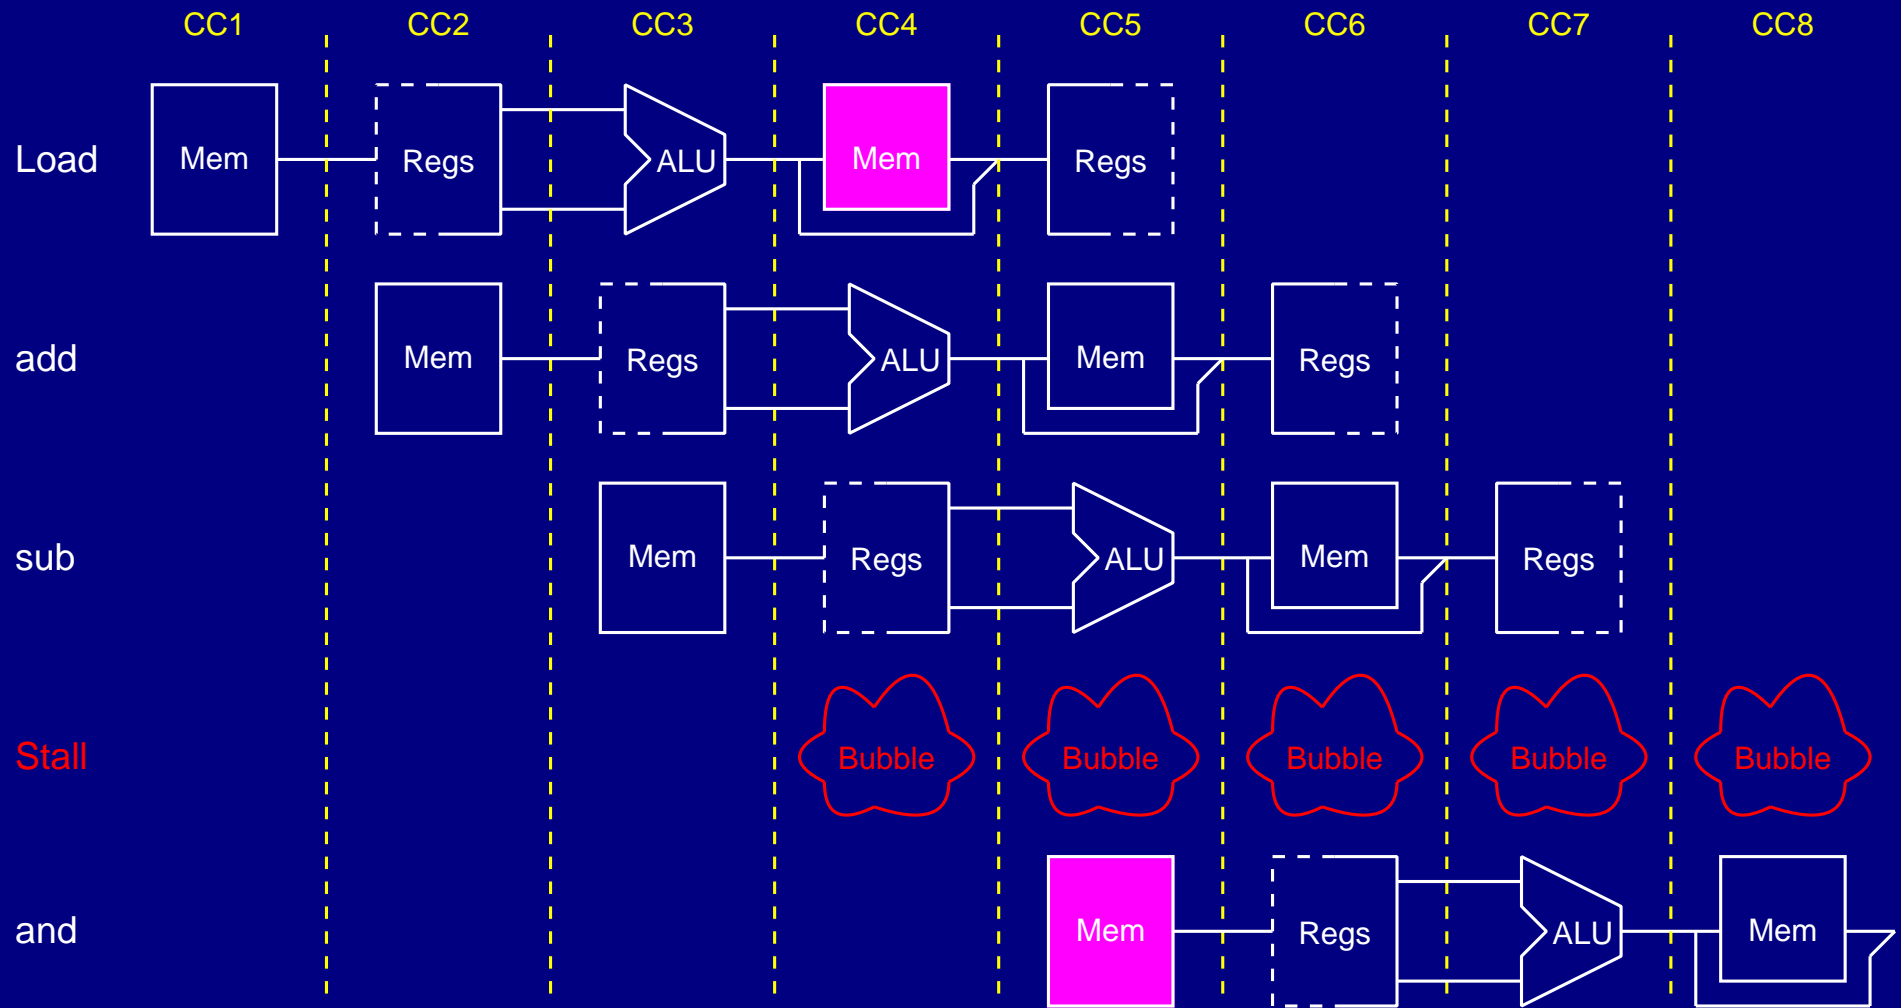 CC1 CC2 CC3 CC4 CC5 CC6 CC7 CC8
Load Mem Regs ALU Mem Regs
add Mem Regs ALU Mem Regs
sub Mem Regs ALU Mem Regs
Stall Bubble Bubble Bubble Bubble Bubble
and Mem Regs ALU Mem